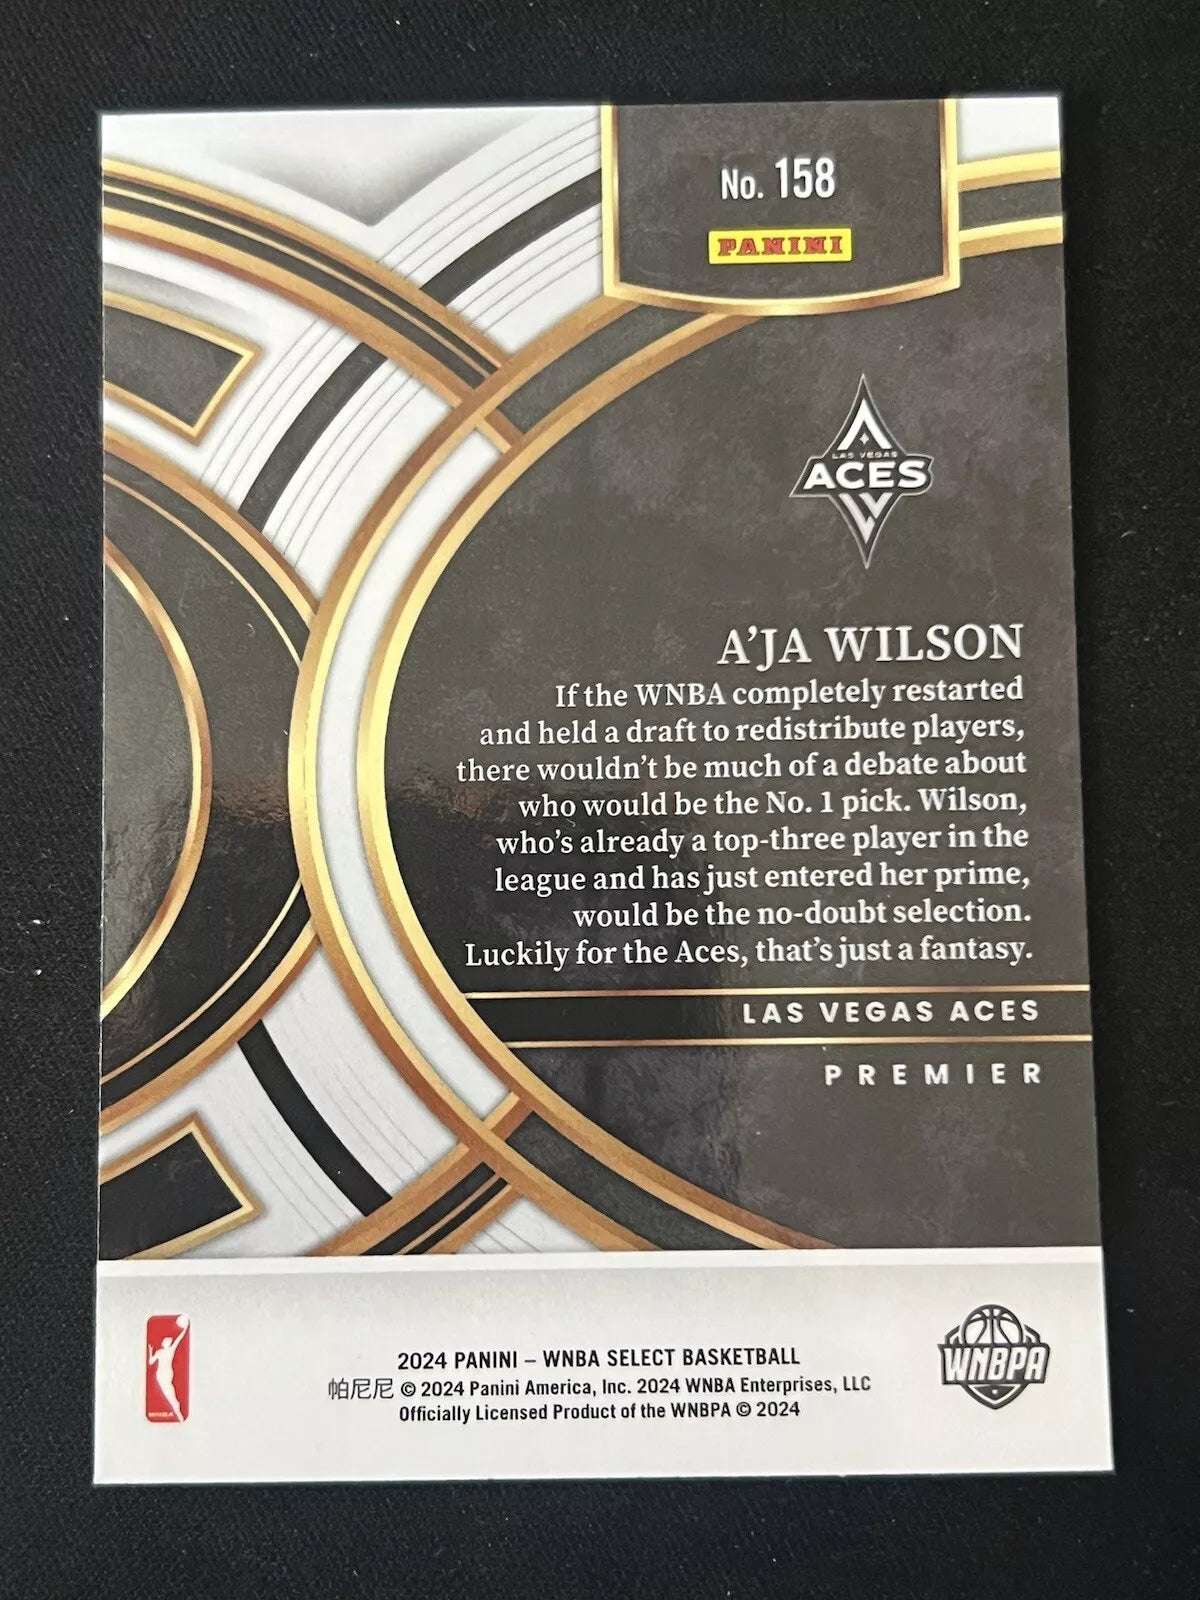 No. 158
PANINI
LAS VEGAS
ACES
A'JA WILSON
If the WNBA completely restarted
and held a draft to redistribute players,
there wouldn't be much of a debate about
who would be the No. 1 pick. Wilson,
who's already a top-three player in the
league and has just entered her prime,
would be the no-doubt selection.
Luckily for the Aces, that's just a fantasy.
LAS VEGAS ACES
PREMIER
2024 PANINI – WNBA SELECT BASKETBALL
帕尼尼 © 2024 Panini America, Inc. 2024 WNBA Enterprises, LLC
Officially Licensed Product of the WNBPA © 2024
WNBPA